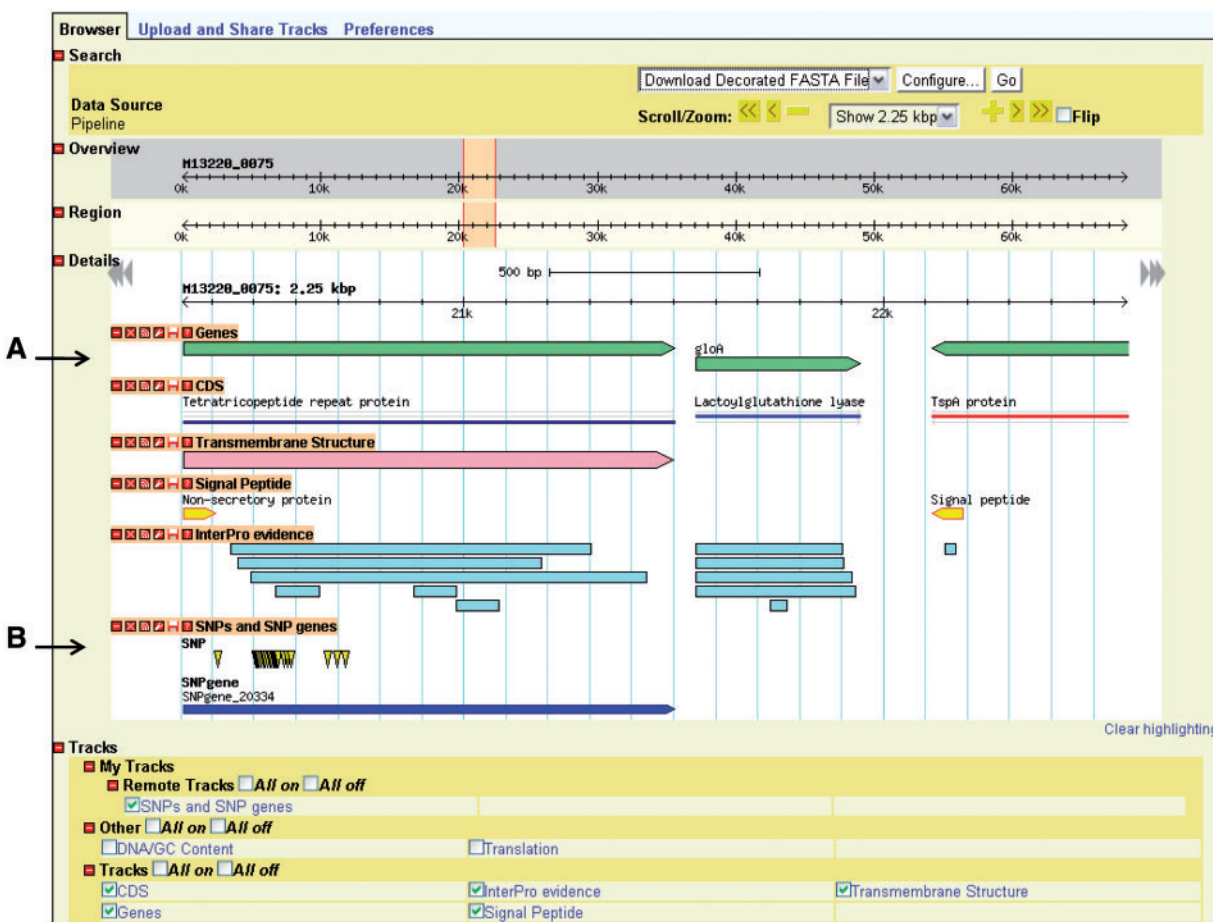 Browser Upload and Share Tracks Preferences
Search
Download Decorated FASTA File Configure... Go
Data Source
Pipeline
Scroll/Zoom: << < Show 2.25 kbp > >> Flip
Overview
M13220_0075
0k 10k 20k 30k 40k 50k 60k
Region
0k 10k 20k 30k 40k 50k 60k
Details
500 bp
M13220_0075: 2.25 kbp
21k 22k
A
Genes
gloA
CDS
Tetratricopeptide repeat protein Lactoylglutathione lyase TspA protein
Transmembrane Structure
Signal Peptide
Non-secretory protein Signal peptide
InterPro evidence
B
SNPs and SNP genes
SNP
SNPgene
SNPgene_20334
Clear highlighting
Tracks
My Tracks
Remote Tracks All on All off
SNPs and SNP genes
Other All on All off
DNA/GC Content Translation
Tracks All on All off
CDS InterPro evidence Transmembrane Structure
Genes Signal Peptide